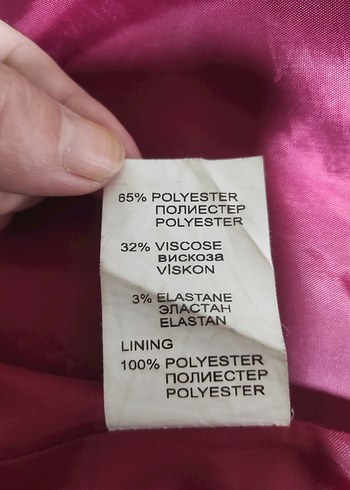 65% POLYESTER
ПОЛИЕСТЕР
POLYESTER
32% VISCOSE
вискоза
VİSKON
3% ELASTANE
ЭЛАСТАН
ELASTAN
LINING
100% POLYESTER
ПОЛИЕСТЕР
POLYESTER